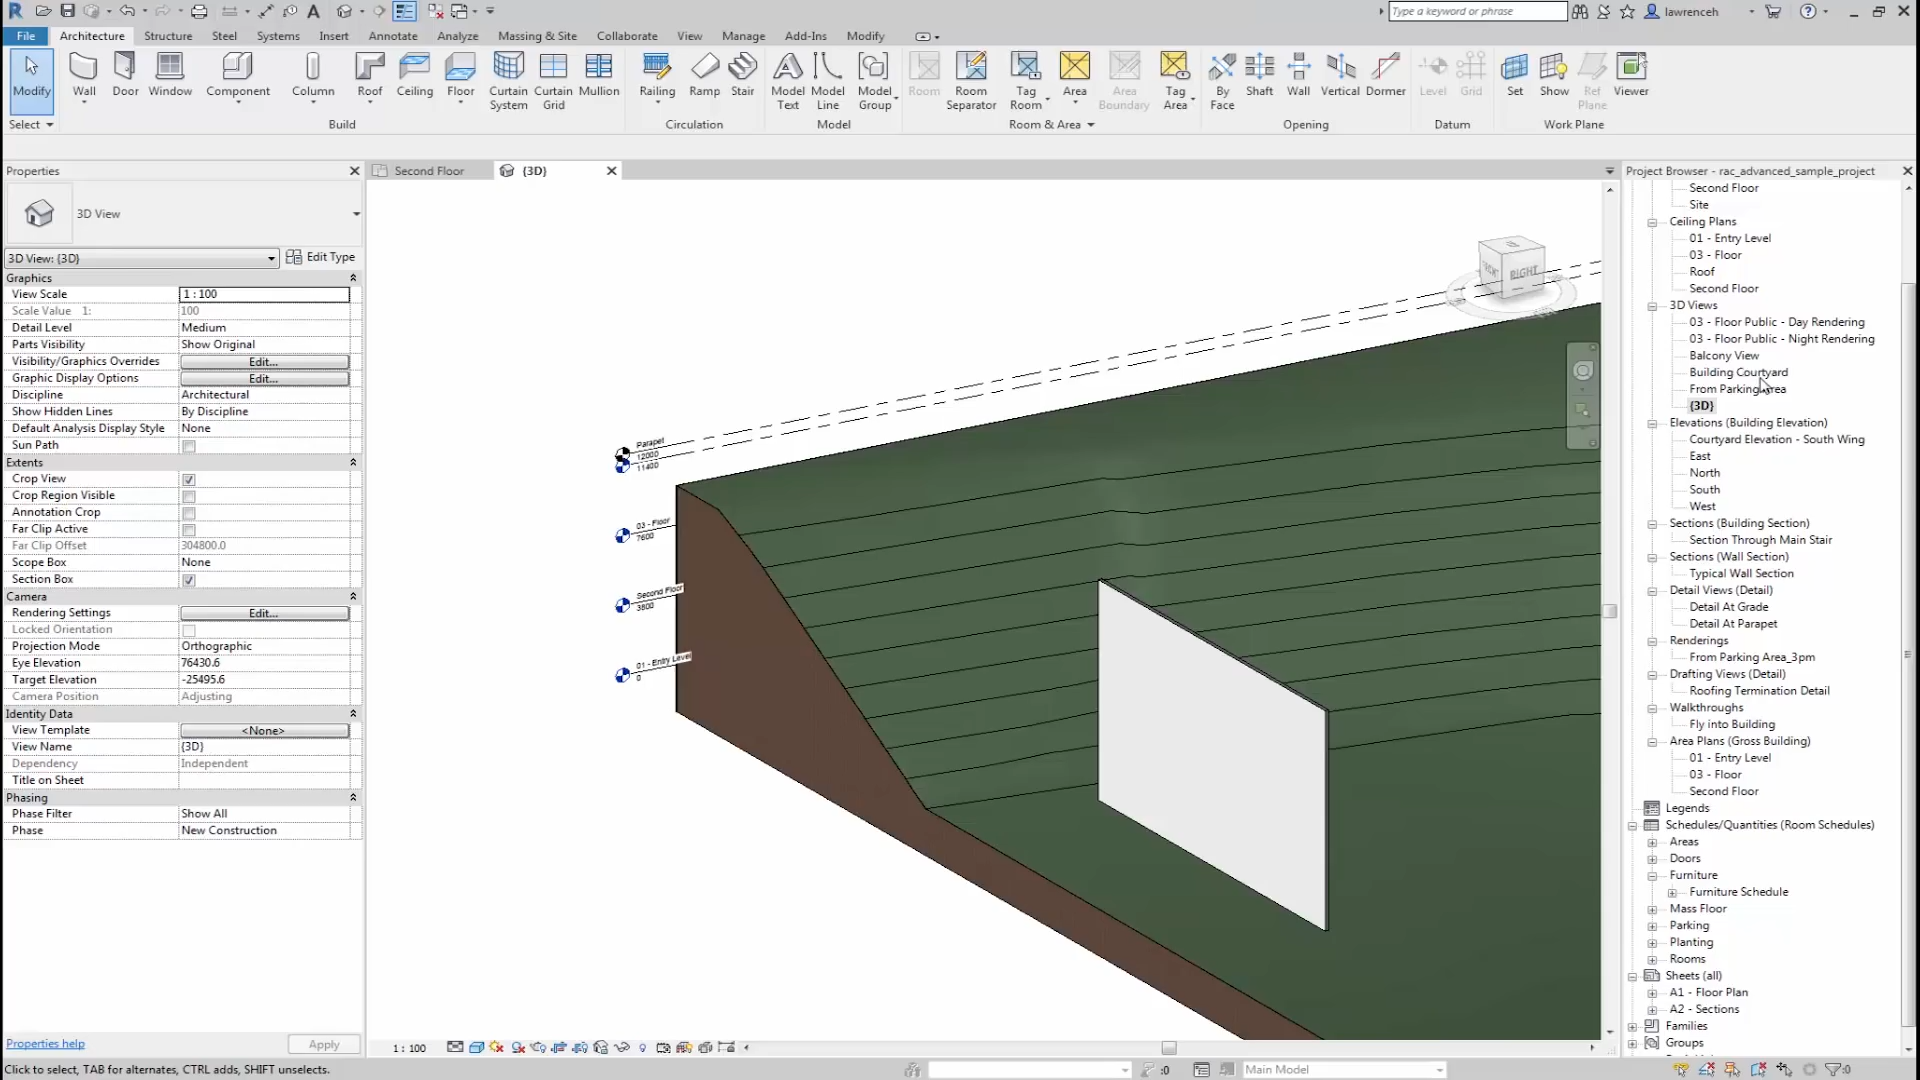 Type a keyword or phrase
lawrenceh
File
Architecture
Structure
Steel
Systems
Insert
Annotate
Analyze
Massing & Site
Collaborate
View
Manage
Add-Ins
Modify
Modify
Wall
Door
Window
Component
Column
Roof
Ceiling
Floor
Curtain System
Curtain Grid
Mullion
Railing
Ramp
Stair
Model Text
Model Line
Model Group
Room
Room Separator
Tag Room
Area
Area Boundary
Tag Area
By Face
Shaft
Wall
Vertical
Dormer
Level
Grid
Set
Show
Ref Plane
Viewer
Select
Build
Circulation
Model
Room & Area
Opening
Datum
Work Plane
Properties
3D View
3D View: {3D}
Edit Type
Graphics
View Scale 1 : 100
Scale Value 1: 100
Detail Level Medium
Parts Visibility Show Original
Visibility/Graphics Overrides Edit...
Graphic Display Options Edit...
Discipline Architectural
Show Hidden Lines By Discipline
Default Analysis Display Style None
Sun Path
Extents
Crop View
Crop Region Visible
Annotation Crop
Far Clip Active
Far Clip Offset 304800.0
Scope Box None
Section Box
Camera
Rendering Settings Edit...
Locked Orientation
Projection Mode Orthographic
Eye Elevation 76430.6
Target Elevation -25495.6
Camera Position Adjusting
Identity Data
View Template <None>
View Name {3D}
Dependency Independent
Title on Sheet
Phasing
Phase Filter Show All
Phase New Construction
Properties help
Apply
Second Floor
{3D}
FRONT
RIGHT
Parapet
12000
11400
03 - Floor
7600
Second Floor
3800
01 - Entry Level
0
1 : 100
Project Browser - rac_advanced_sample_project
Second Floor
Site
Ceiling Plans
01 - Entry Level
03 - Floor
Roof
Second Floor
3D Views
03 - Floor Public - Day Rendering
03 - Floor Public - Night Rendering
Balcony View
Building Courtyard
From Parking Area
{3D}
Elevations (Building Elevation)
Courtyard Elevation - South Wing
East
North
South
West
Sections (Building Section)
Section Through Main Stair
Sections (Wall Section)
Typical Wall Section
Detail Views (Detail)
Detail At Grade
Detail At Parapet
Renderings
From Parking Area_3pm
Drafting Views (Detail)
Roofing Termination Detail
Walkthroughs
Fly into Building
Area Plans (Gross Building)
01 - Entry Level
03 - Floor
Second Floor
Legends
Schedules/Quantities (Room Schedules)
Areas
Doors
Furniture
Furniture Schedule
Mass Floor
Parking
Planting
Rooms
Sheets (all)
A1 - Floor Plan
A2 - Sections
Families
Groups
Click to select, TAB for alternates, CTRL adds, SHIFT unselects.
:0
Main Model
:0